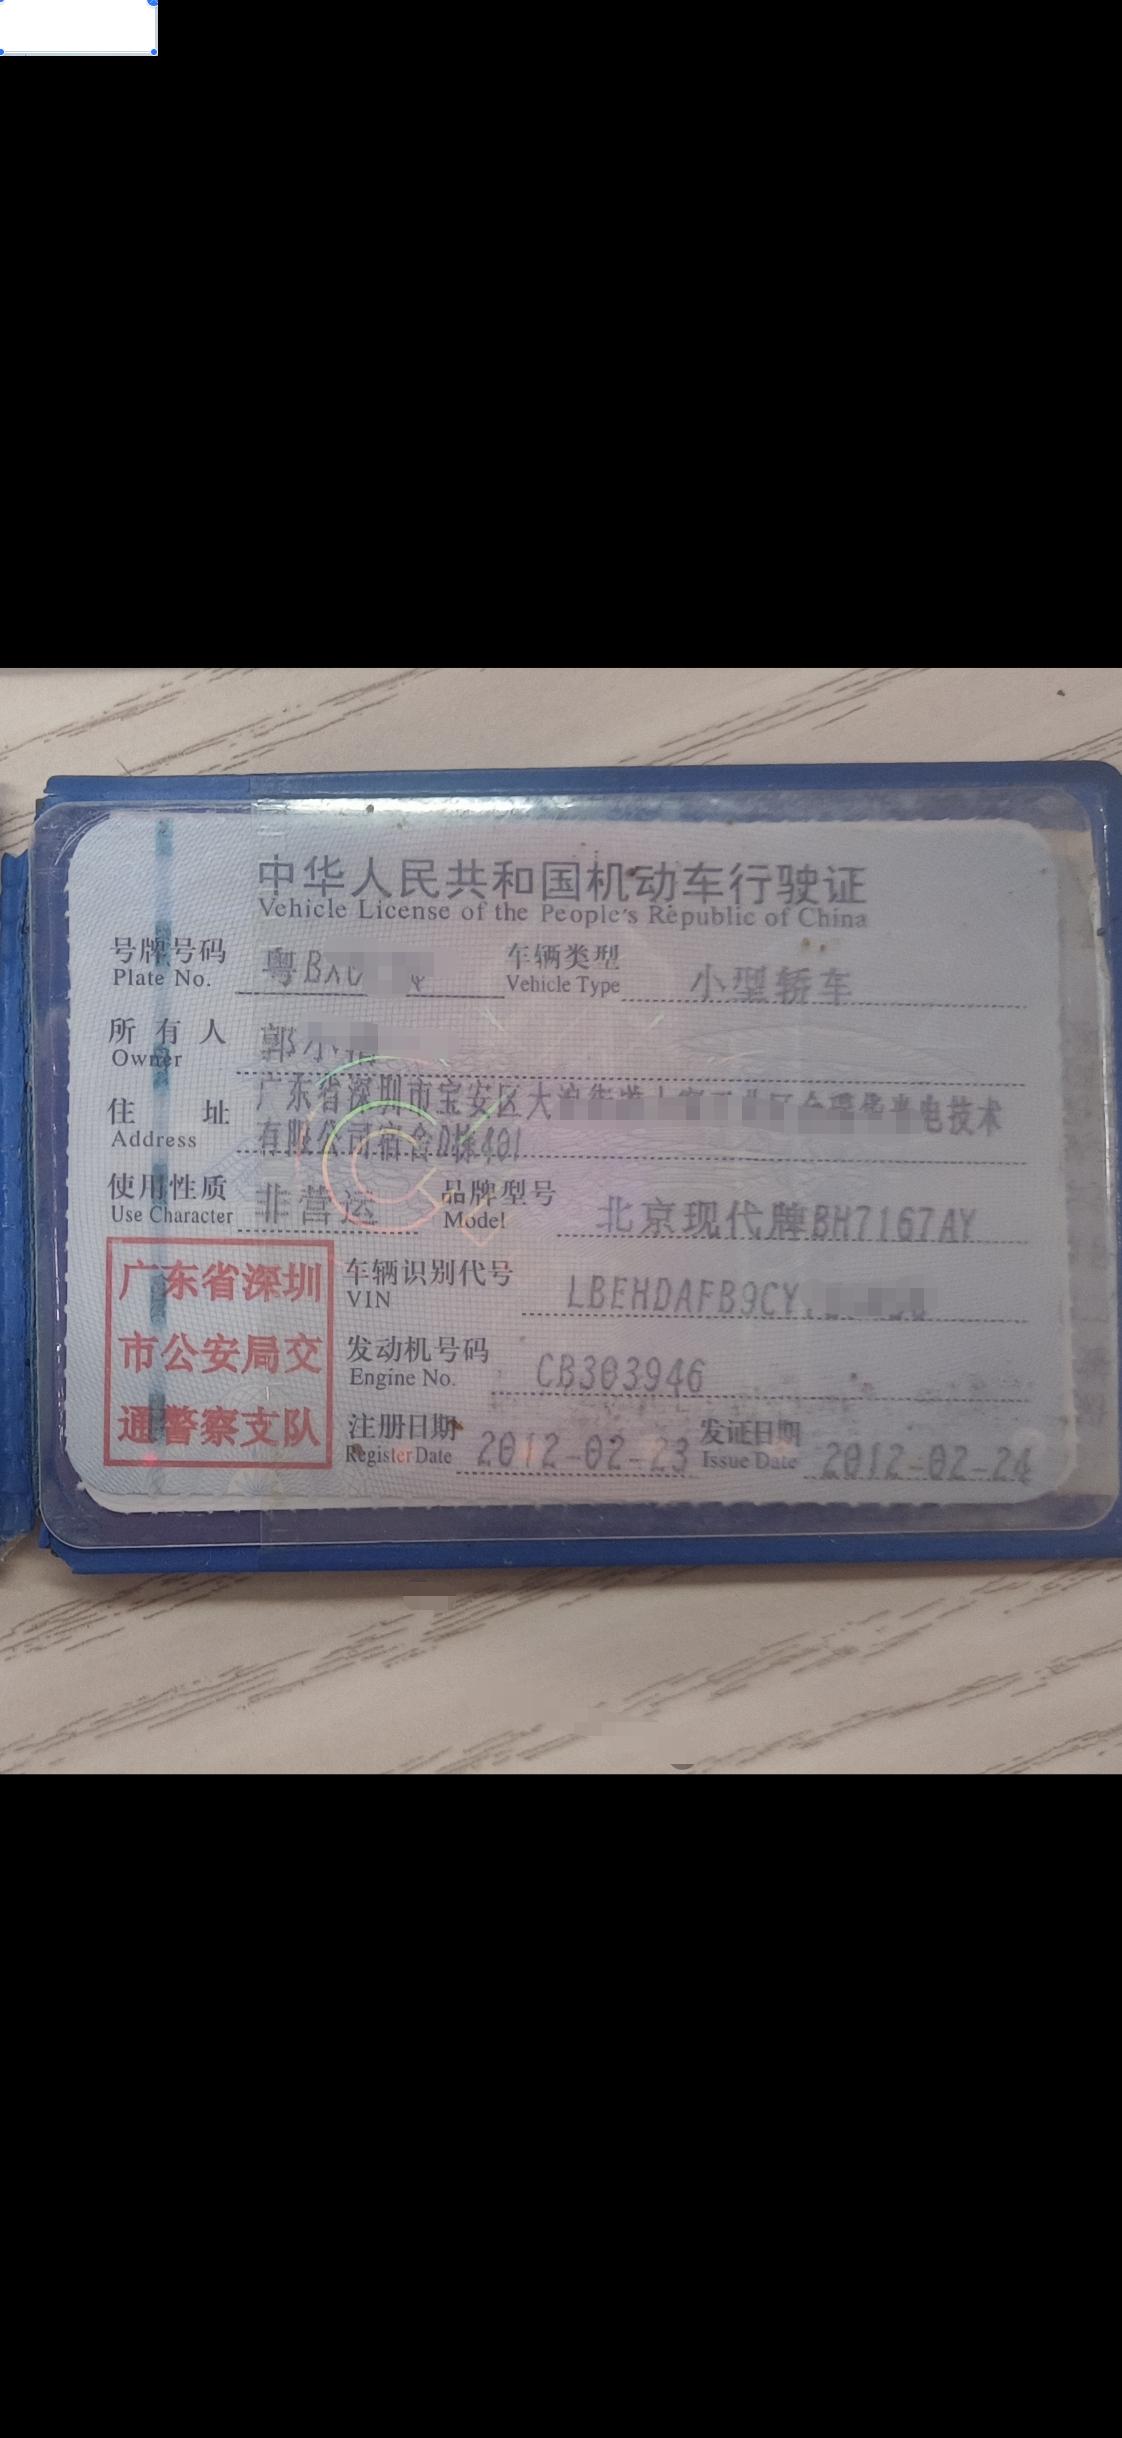 中华人民共和国机动车行驶证
Vehicle License of the People's Republic of China
号牌号码 粤B 车辆类型 小型轿车
Plate No. Vehicle Type
所有人 郭
Owner
住址 广东省深圳市宝安区大 电技术
Address 有限公司宿舍D栋401
使用性质 非营运 品牌型号 北京现代牌BH7167AY
Use Character Model
广东省深圳
市公安局交
通警察支队
车辆识别代号 LBEHDAFB9CY
VIN
发动机号码 CB303946
Engine No.
注册日期 2012-02-23 发证日期 2012-02-24
Register Date Issue Date